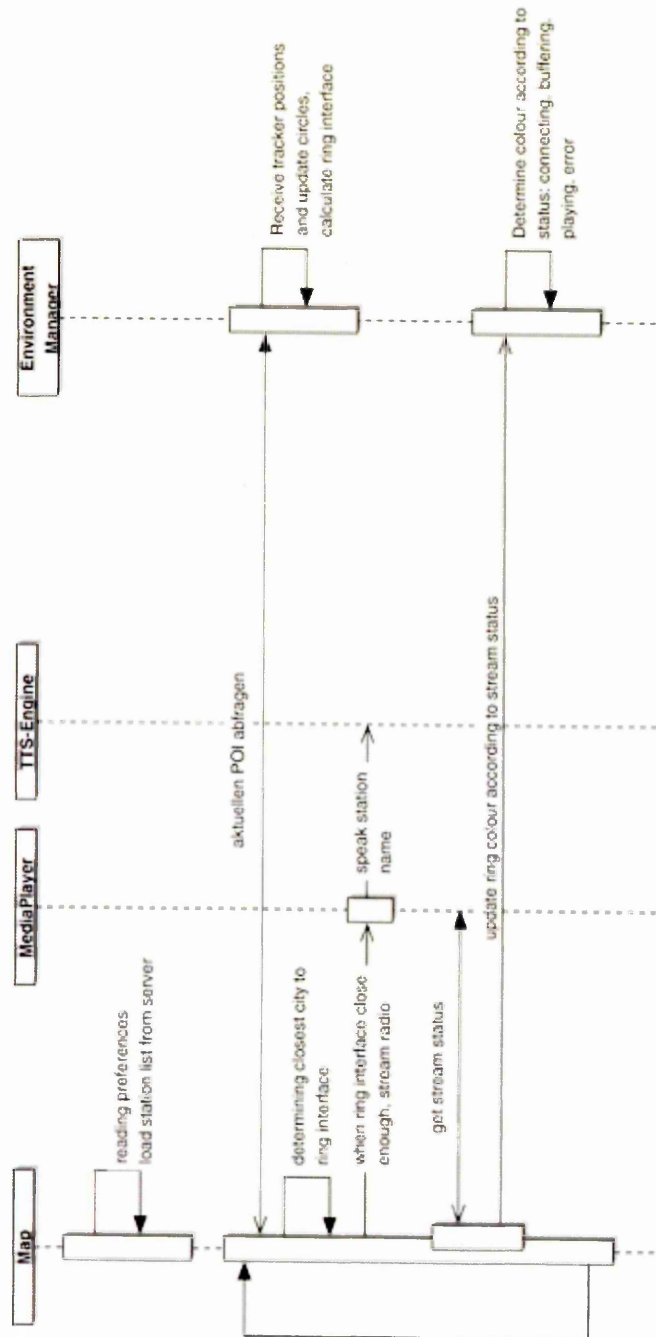 Map
MediaPlayer
TTS-Engine
Environment
Manager
reading preferences
load station list from server
aktuellen POI abfragen
Receive tracker positions
and update circles,
calculate ring interface
determining closest city to
ring interface
when ring interface close
enough, stream radio
speak station
name
get stream status
update ring colour according to stream status
Determine colour according to
status: connecting, buffering,
playing, error